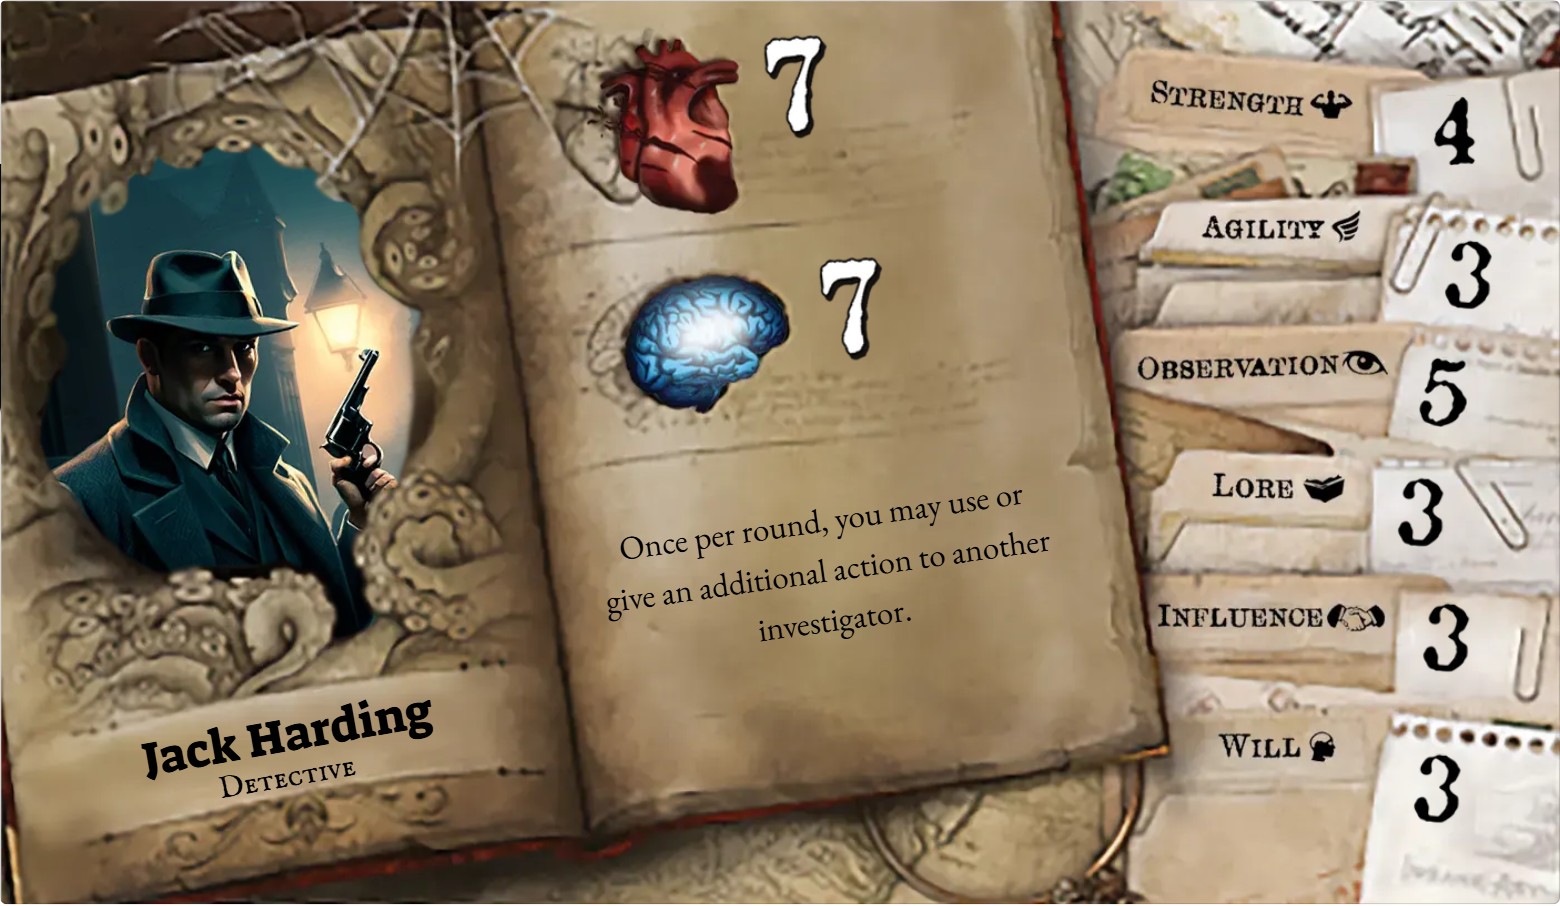 7
7
Once per round, you may use or
give an additional action to another
investigator.
Jack Harding
Detective
Strength 4
Agility 3
Observation 5
Lore 3
Influence 3
Will 3